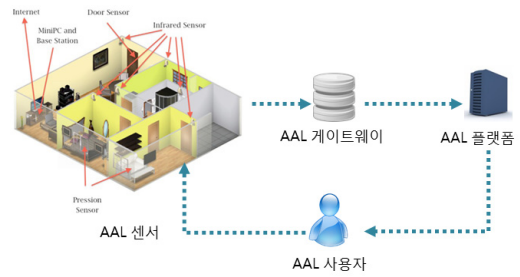 Internet
Door Sensor
MiniPC and
Base Station
Infrared Sensor
AAL 게이트웨이
AAL 플랫폼
Pression
Sensor
AAL 센서
AAL 사용자